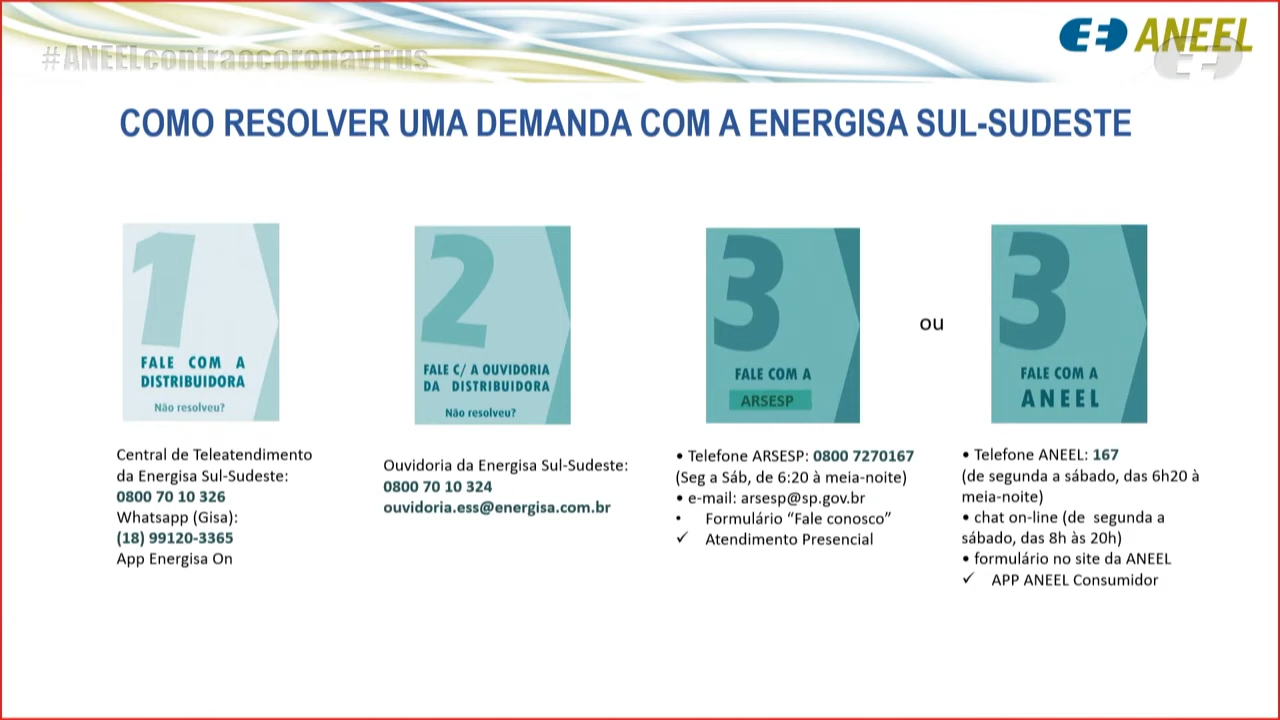 #ANEELcontraocoronavirus
ANEEL
COMO RESOLVER UMA DEMANDA COM A ENERGISA SUL-SUDESTE
1
FALE COM A
DISTRIBUIDORA
Não resolveu?
Central de Teleatendimento
da Energisa Sul-Sudeste:
0800 70 10 326
Whatsapp (Gisa):
(18) 99120-3365
App Energisa On
2
FALE C/ A OUVIDORIA
DA DISTRIBUIDORA
Não resolveu?
Ouvidoria da Energisa Sul-Sudeste:
0800 70 10 324
ouvidoria.ess@energisa.com.br
3
FALE COM A
ARSESP
• Telefone ARSESP: 0800 7270167
(Seg a Sáb, de 6:20 à meia-noite)
• e-mail: arsesp@sp.gov.br
• Formulário “Fale conosco”
✓ Atendimento Presencial
ou
3
FALE COM A
ANEEL
• Telefone ANEEL: 167
(de segunda a sábado, das 6h20 à
meia-noite)
• chat on-line (de segunda a
sábado, das 8h às 20h)
• formulário no site da ANEEL
✓ APP ANEEL Consumidor